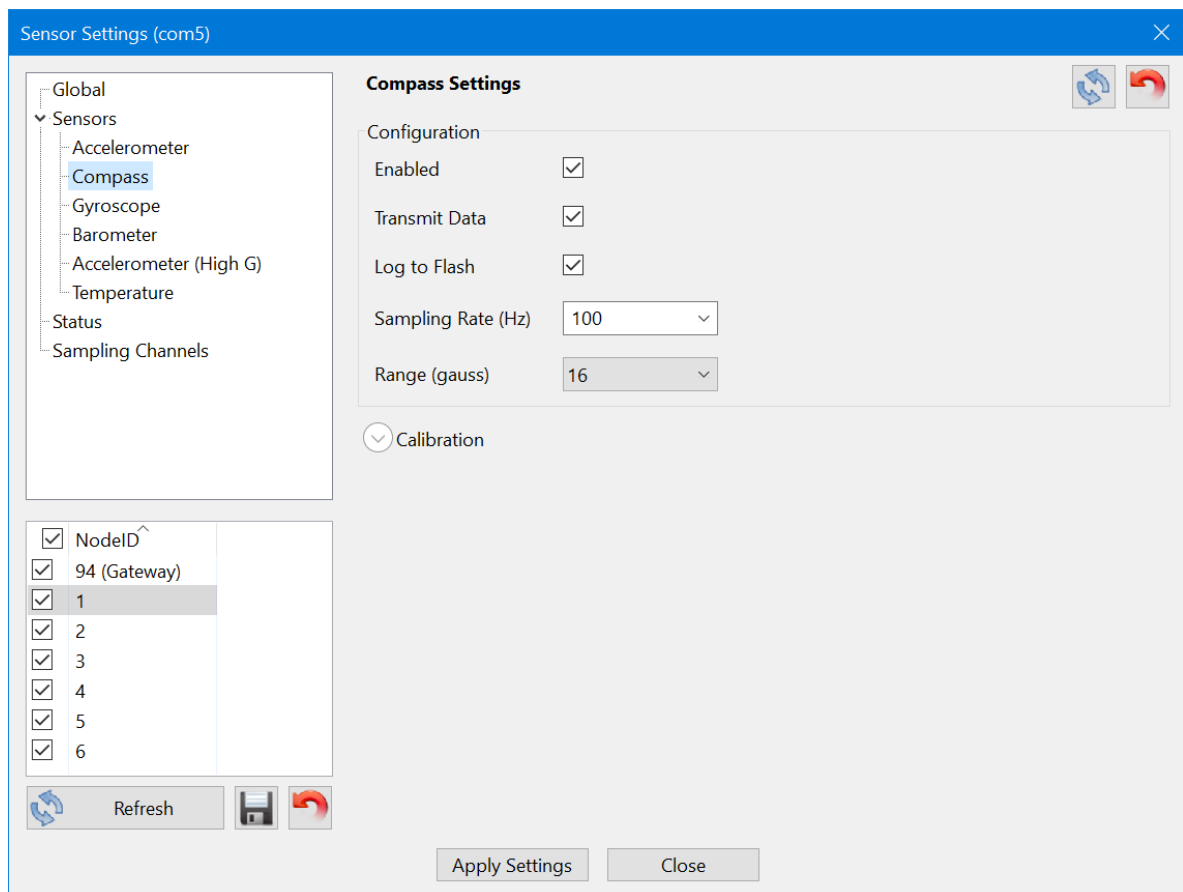 Sensor Settings (com5)
Global
Sensors
Accelerometer
Compass
Gyroscope
Barometer
Accelerometer (High G)
Temperature
Status
Sampling Channels
NodeID
94 (Gateway)
1
2
3
4
5
6
Refresh
Compass Settings
Configuration
Enabled
Transmit Data
Log to Flash
Sampling Rate (Hz) 100
Range (gauss) 16
Calibration
Apply Settings Close